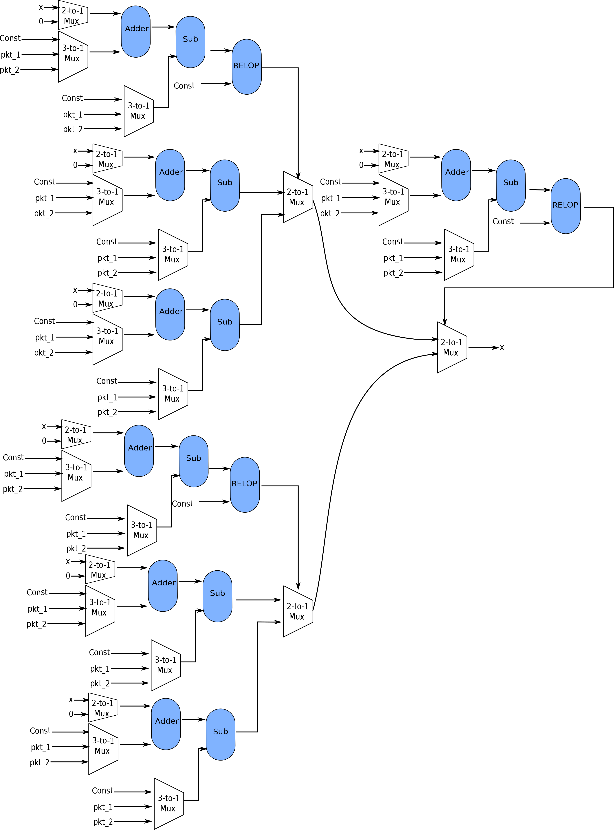 x
0
2-to-1
Mux
Const
pkt_1
pkt_2
3-to-1
Mux
Adder
Sub
RELOP
Const
Const
pkt_1
pkt_2
3-to-1
Mux
x
0
2-to-1
Mux
Const
pkt_1
pkt_2
3-to-1
Mux
Adder
Sub
Const
pkt_1
pkt_2
3-to-1
Mux
2-to-1
Mux
x
0
2-to-1
Mux
Const
pkt_1
pkt_2
3-to-1
Mux
Adder
Sub
RELOP
Const
Const
pkt_1
pkt_2
3-to-1
Mux
x
0
2-to-1
Mux
Const
pkt_1
pkt_2
3-to-1
Mux
Adder
Sub
Const
pkt_1
pkt_2
3-to-1
Mux
2-to-1
Mux
x
x
0
2-to-1
Mux
Const
pkt_1
pkt_2
3-to-1
Mux
Adder
Sub
RELOP
Const
Const
pkt_1
pkt_2
3-to-1
Mux
x
0
2-to-1
Mux
Const
pkt_1
pkt_2
3-to-1
Mux
Adder
Sub
Const
pkt_1
pkt_2
3-to-1
Mux
2-to-1
Mux
x
0
2-to-1
Mux
Const
pkt_1
pkt_2
3-to-1
Mux
Adder
Sub
Const
pkt_1
pkt_2
3-to-1
Mux